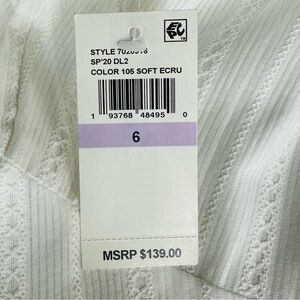 STYLE
SP'20 DL2
COLOR 105 SOFT ECRU
1 93768 48495 0
6
MSRP $139.00